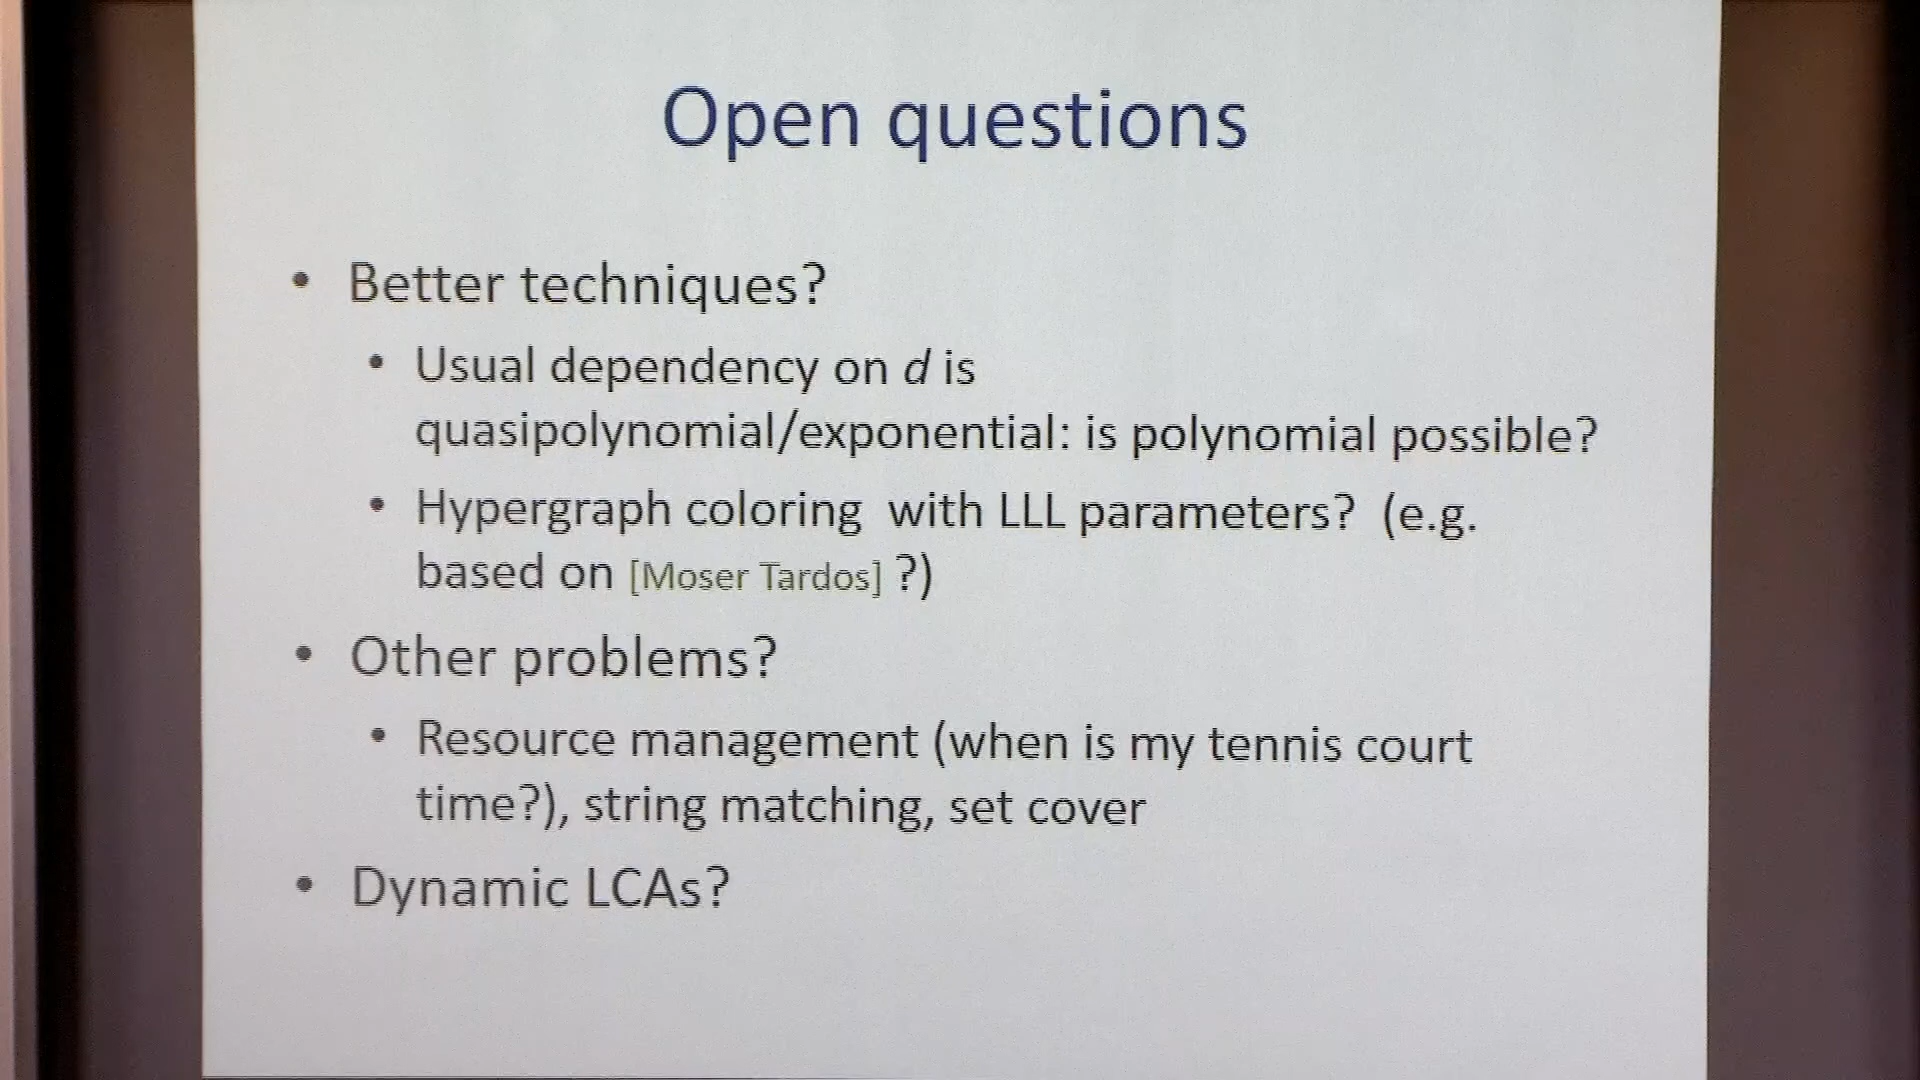 Open questions
• Better techniques?
• Usual dependency on d is
quasipolynomial/exponential: is polynomial possible?
• Hypergraph coloring with LLL parameters? (e.g.
based on [Moser Tardos] ?)
• Other problems?
• Resource management (when is my tennis court
time?), string matching, set cover
• Dynamic LCAs?